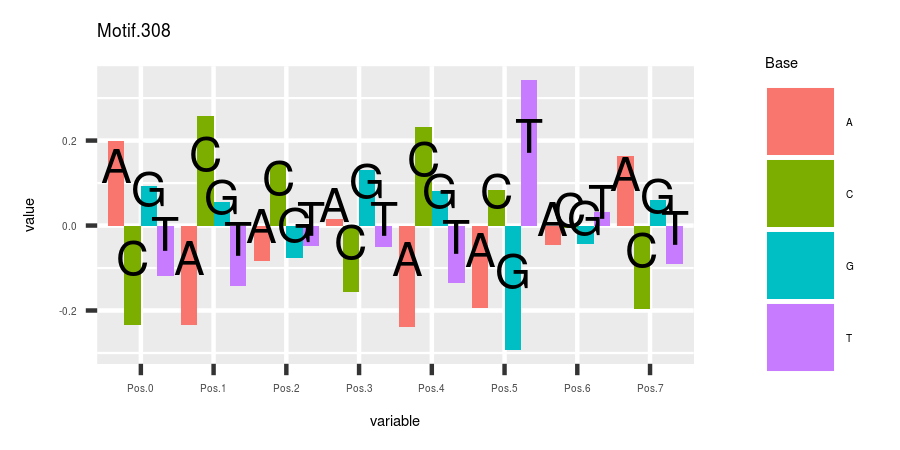 Motif.308
Base
A
C
G
T
value
0.2
0.0
-0.2
A C G T A C G T A C G T A C G T A C G T A C G T A C G T A C G T
Pos.0 Pos.1 Pos.2 Pos.3 Pos.4 Pos.5 Pos.6 Pos.7
variable